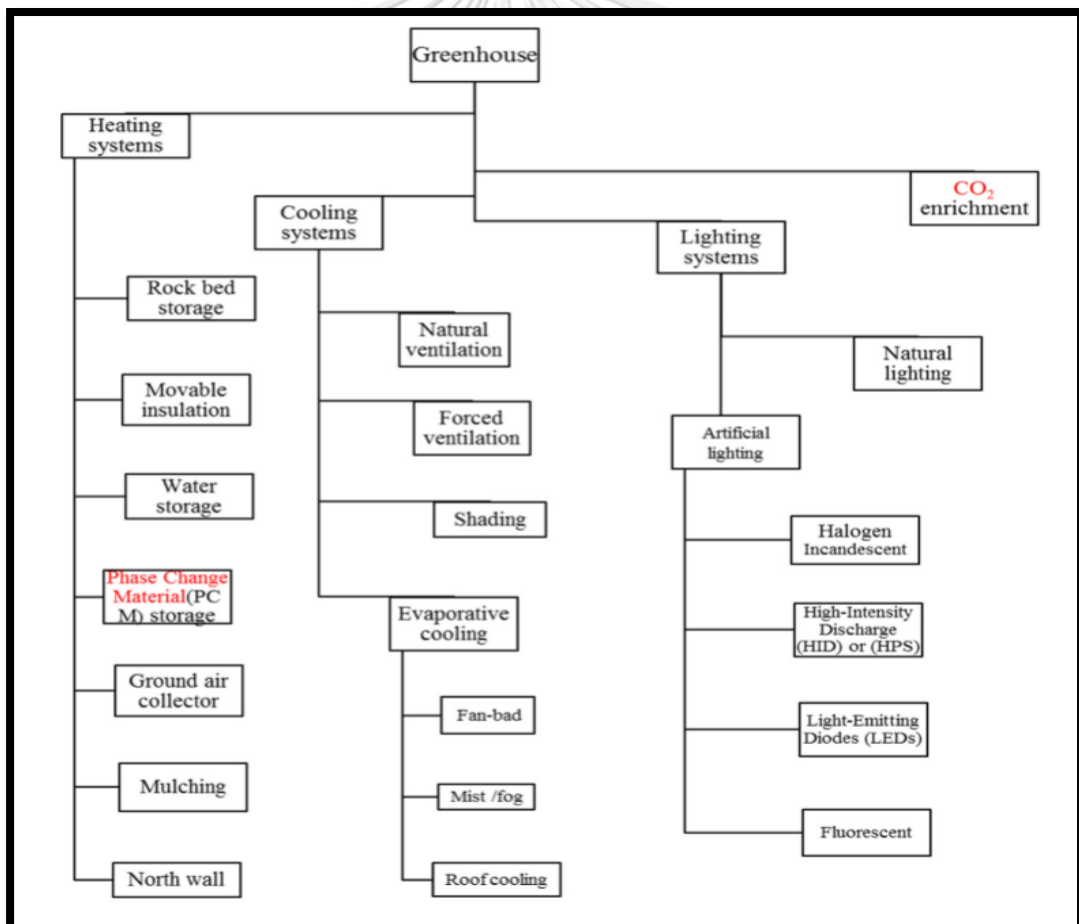 Greenhouse
Heating
systems
CO₂
enrichment
Cooling
systems
Lighting
systems
Rock bed
storage
Movable
insulation
Water
storage
Phase Change
Material(PC
M) storage
Ground air
collector
Mulching
North wall
Natural
ventilation
Forced
ventilation
Shading
Evaporative
cooling
Fan-bad
Mist /fog
Roof cooling
Natural
lighting
Artificial
lighting
Halogen
Incandescent
High-Intensity
Discharge
(HID) or (HPS)
Light-Emitting
Diodes (LEDs)
Fluorescent